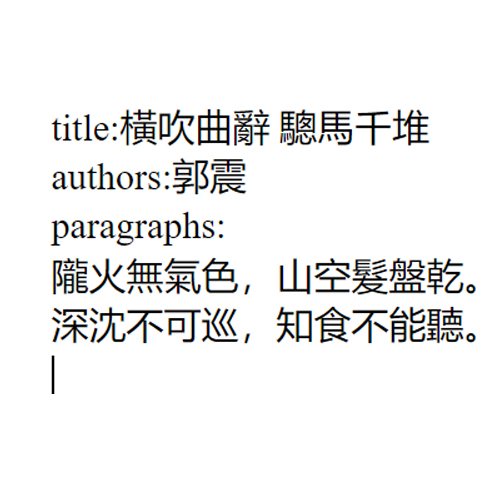 title:橫吹曲辭 驄馬千堆
authors:郭震
paragraphs:
隴火無氣色，山空髮盤乾。
深沈不可巡，知食不能聽。